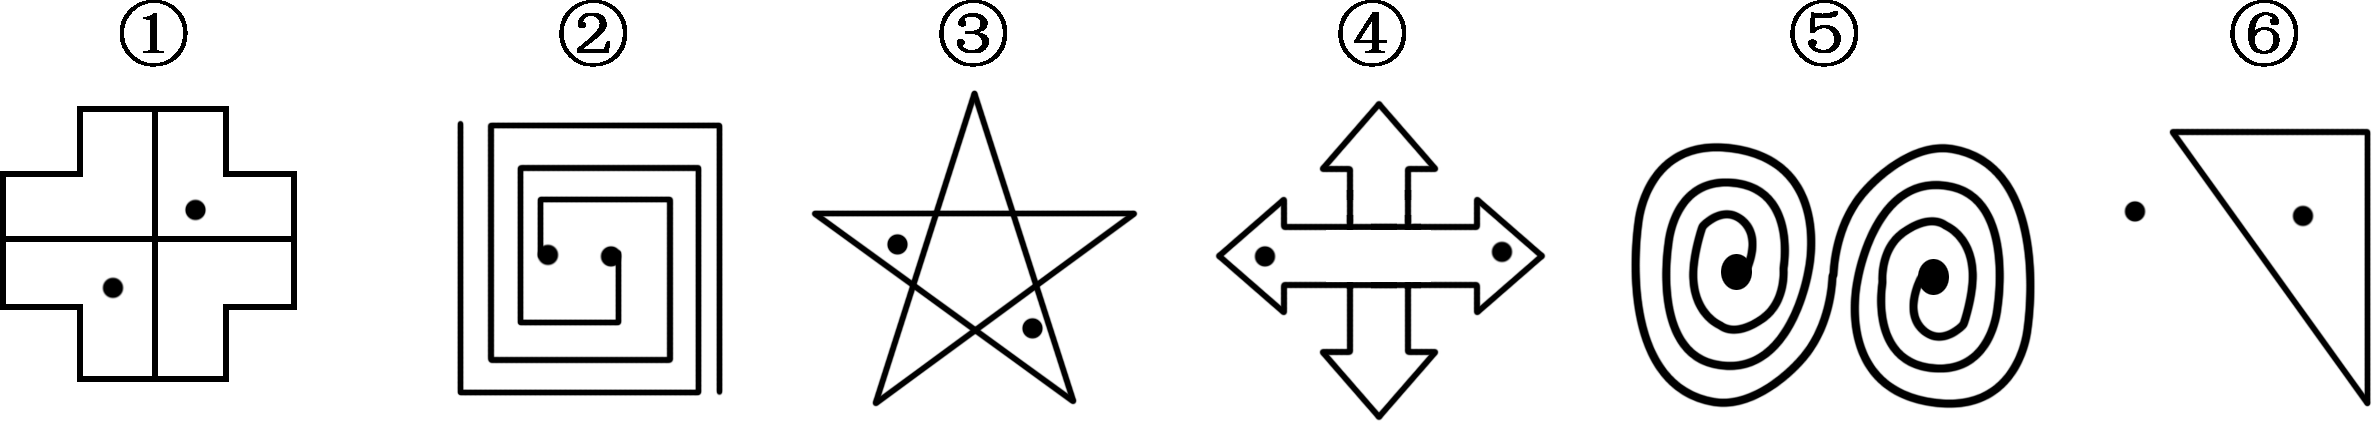 ① ② ③ ④ ⑤ ⑥